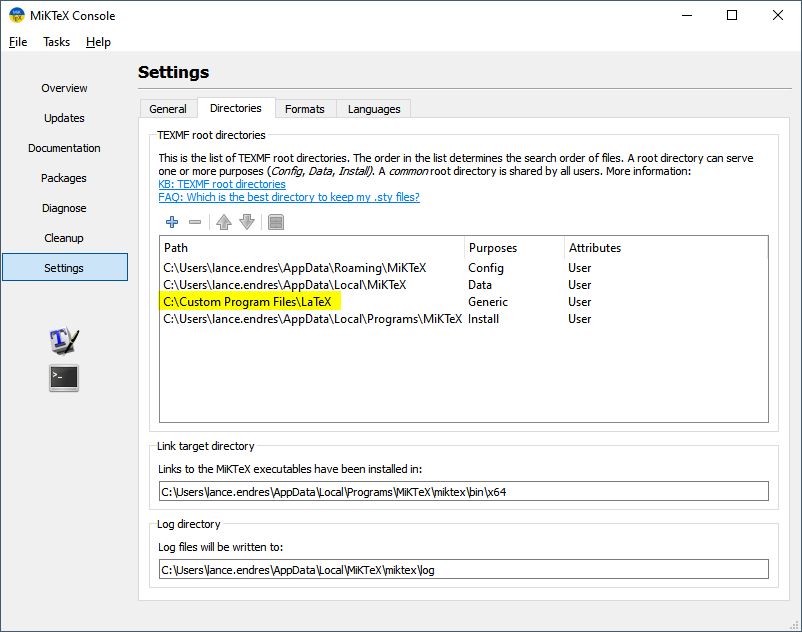 MiKTeX Console
File Tasks Help
Overview
Updates
Documentation
Packages
Diagnose
Cleanup
Settings
Settings
General Directories Formats Languages
TEXMF root directories
This is the list of TEXMF root directories. The order in the list determines the search order of files. A root directory can serve
one or more purposes (Config, Data, Install). A common root directory is shared by all users. More information:
KB: TEXMF root directories
FAQ: Which is the best directory to keep my .sty files?
Path Purposes Attributes
C:\Users\lance.endres\AppData\Roaming\MiKTeX Config User
C:\Users\lance.endres\AppData\Local\MiKTeX Data User
C:\Custom Program Files\LaTeX Generic User
C:\Users\lance.endres\AppData\Local\Programs\MiKTeX Install User
Link target directory
Links to the MiKTeX executables have been installed in:
C:\Users\lance.endres\AppData\Local\Programs\MiKTeX\miktex\bin\x64
Log directory
Log files will be written to:
C:\Users\lance.endres\AppData\Local\MiKTeX\miktex\log